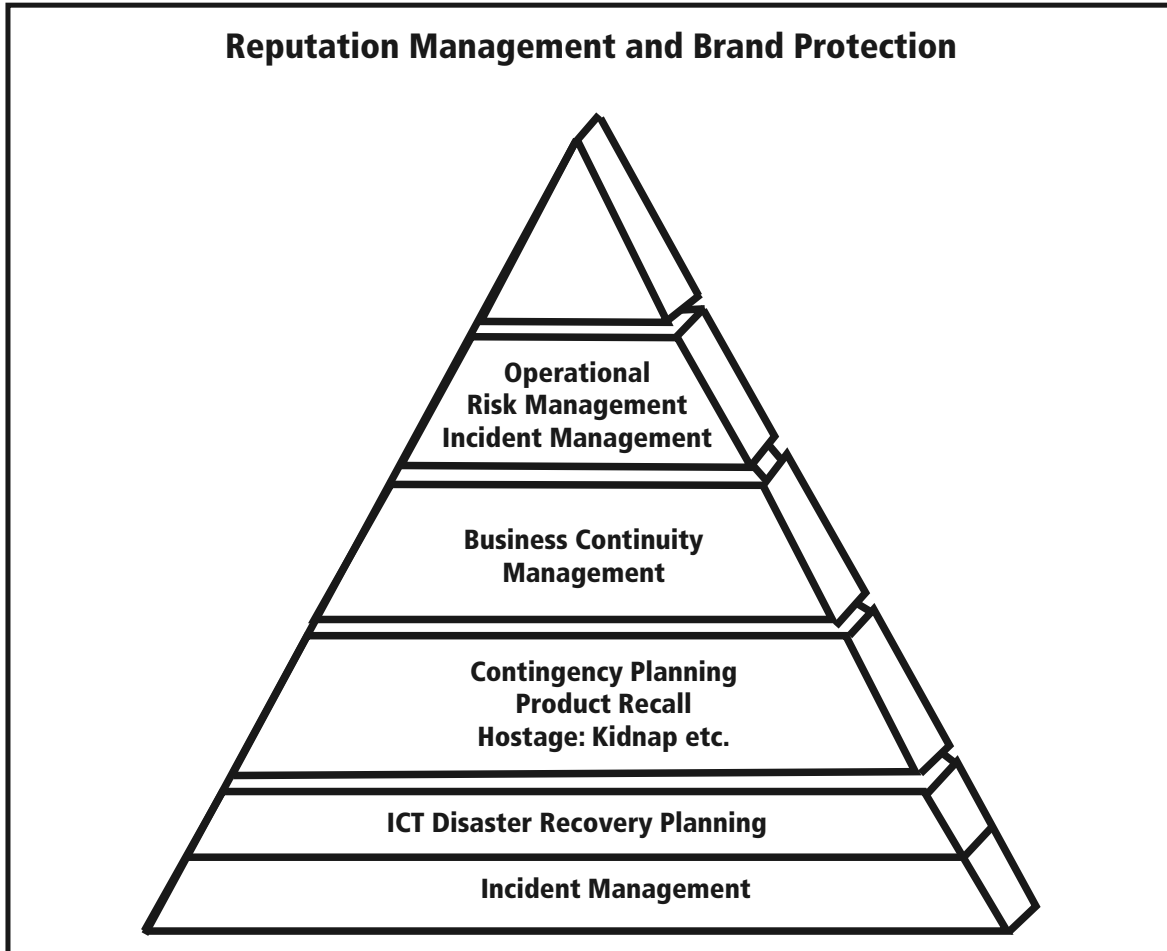 Reputation Management and Brand Protection
Operational
Risk Management
Incident Management
Business Continuity
Management
Contingency Planning
Product Recall
Hostage: Kidnap etc.
ICT Disaster Recovery Planning
Incident Management